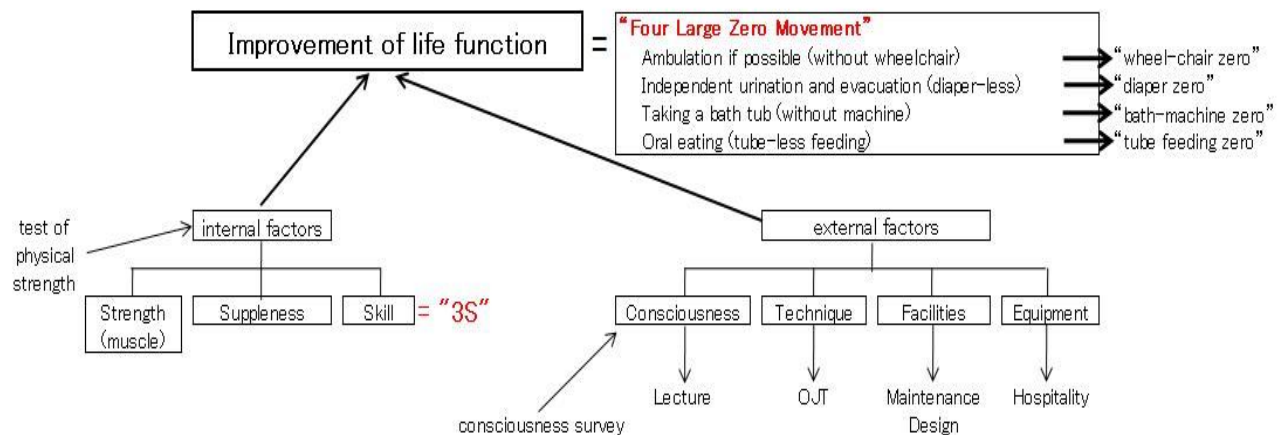 Improvement of life function
=
“Four Large Zero Movement”
Ambulation if possible (without wheelchair)
“wheel-chair zero”
Independent urination and evacuation (diaper-less)
“diaper zero”
Taking a bath tub (without machine)
“bath-machine zero”
Oral eating (tube-less feeding)
“tube feeding zero”
test of
physical
strength
internal factors
external factors
Strength
(muscle)
Suppleness
Skill
= "3S"
Consciousness
Technique
Facilities
Equipment
consciousness survey
Lecture
OJT
Maintenance
Design
Hospitality